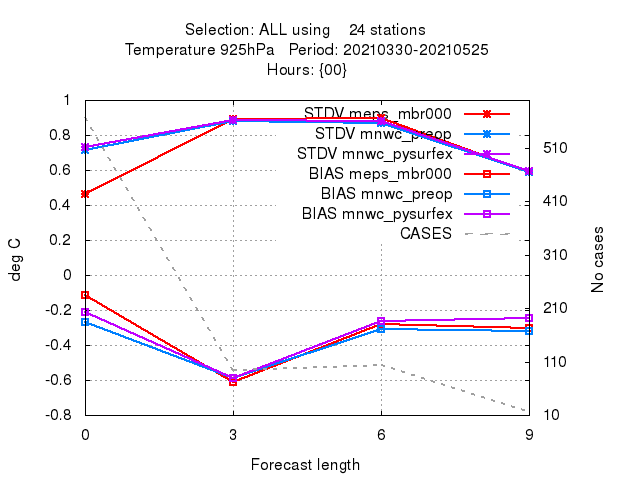 Selection: ALL using 24 stations
Temperature 925hPa Period: 20210330-20210525
Hours: {00}
1
0.8
0.6
0.4
0.2
0
-0.2
-0.4
-0.6
-0.8
deg C
STDV meps_mbr000
STDV mnwc_preop
STDV mnwc_pysurfex
BIAS meps_mbr000
BIAS mnwc_preop
BIAS mnwc_pysurfex
CASES
510
410
310
210
110
10
No cases
0 3 6 9
Forecast length